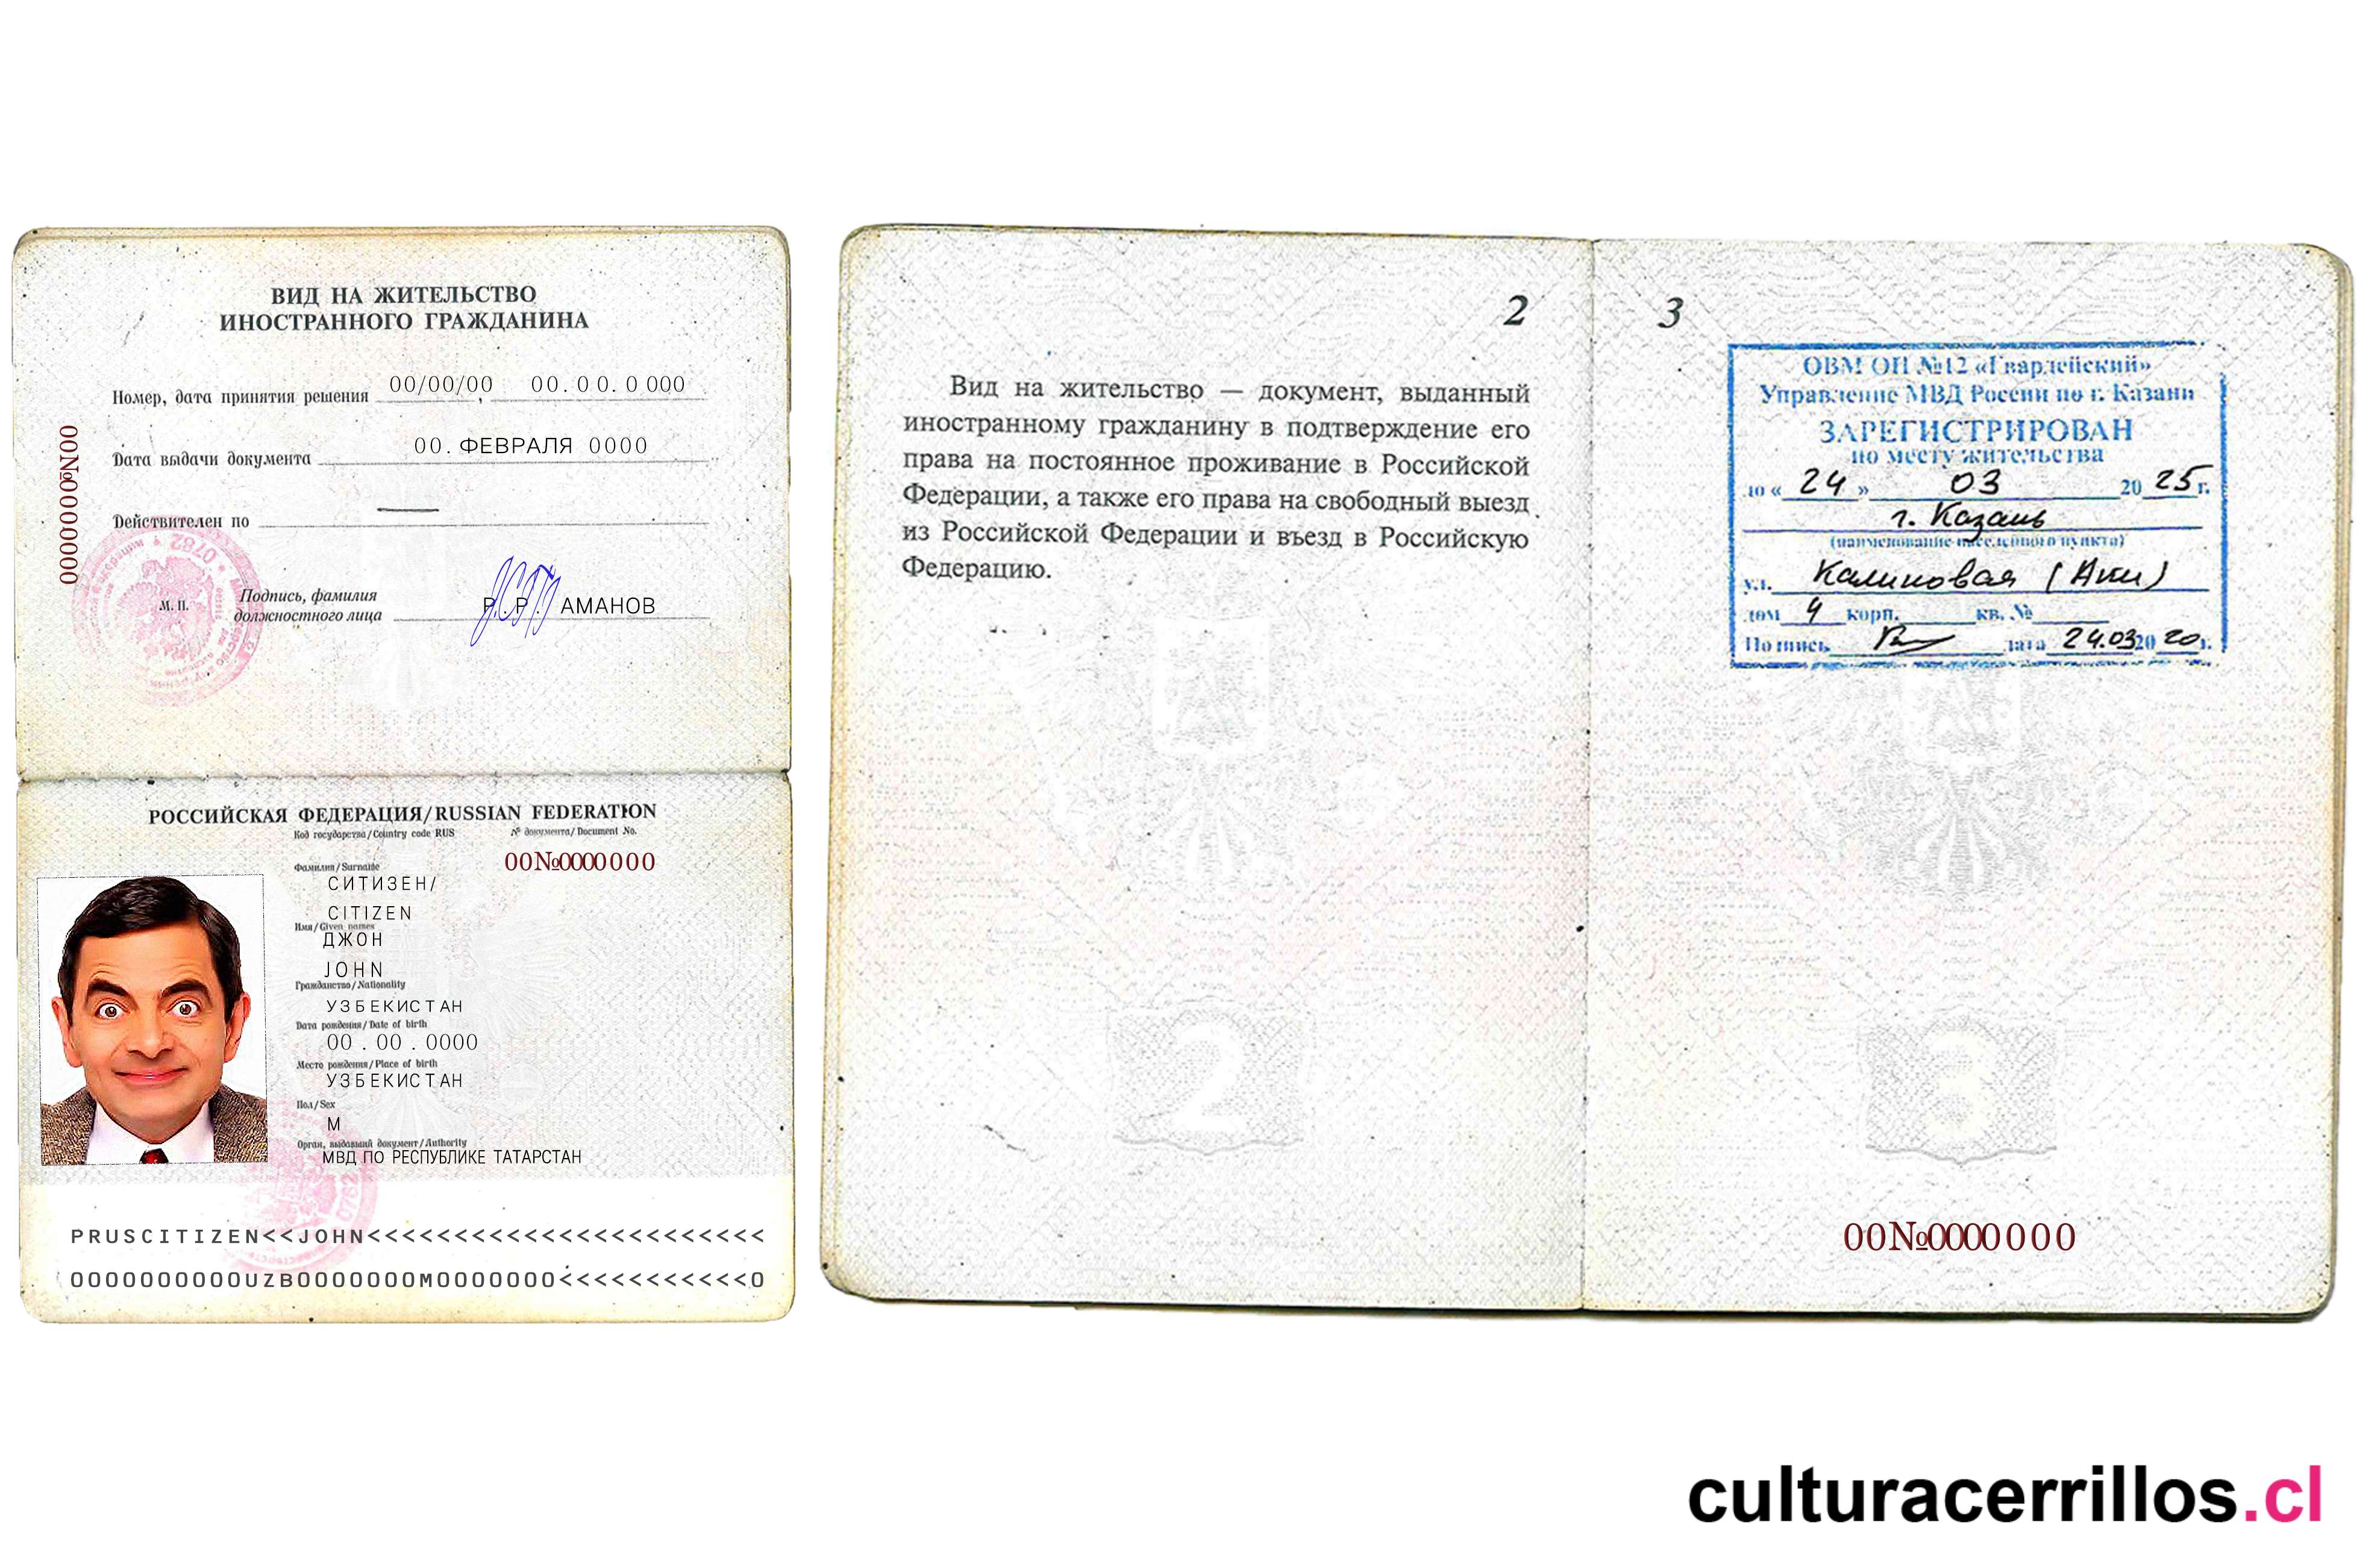 ВИД НА ЖИТЕЛЬСТВО
ИНОСТРАННОГО ГРАЖДАНИНА
Номер, дата принятия решения 00/00/00, 00.00.0000
Дата выдачи документа 00. ФЕВРАЛЯ 0000
Действителен по —
М. П.
Подпись, фамилия
должностного лица Р. Р. АМАНОВ
00№0000000
РОССИЙСКАЯ ФЕДЕРАЦИЯ/RUSSIAN FEDERATION
Код государства/Country code RUS № документа/Document No.
00№0000000
Фамилия/Surname
СИТИЗЕН/
CITIZEN
Имя/Given names
ДЖОН
JOHN
Гражданство/Nationality
УЗБЕКИСТАН
Дата рождения/Date of birth
00 . 00 . 0000
Место рождения/Place of birth
УЗБЕКИСТАН
Пол/Sex
М
Орган, выдавший документ/Authority
МВД ПО РЕСПУБЛИКЕ ТАТАРСТАН
PRUSCITIZEN<<JOHN<<<<<<<<<<<<<<<<<<<<<<<
0000000000UZB0000000M0000000<<<<<<<<<<<0
2
Вид на жительство — документ, выданный
иностранному гражданину в подтверждение его
права на постоянное проживание в Российской
Федерации, а также его права на свободный выезд
из Российской Федерации и въезд в Российскую
Федерацию.
2
3
ОВМ ОП №12 «Гвардейский»
Управление МВД России по г. Казани
ЗАРЕГИСТРИРОВАН
по месту жительства
до «24» 03 2025г.
г. Казань
(наименование населенного пункта)
ул. Калиновая (Аки)
дом 4 корп. кв. №
Подпись дата 24.03 2020г.
00№0000000
culturacerrillos.cl